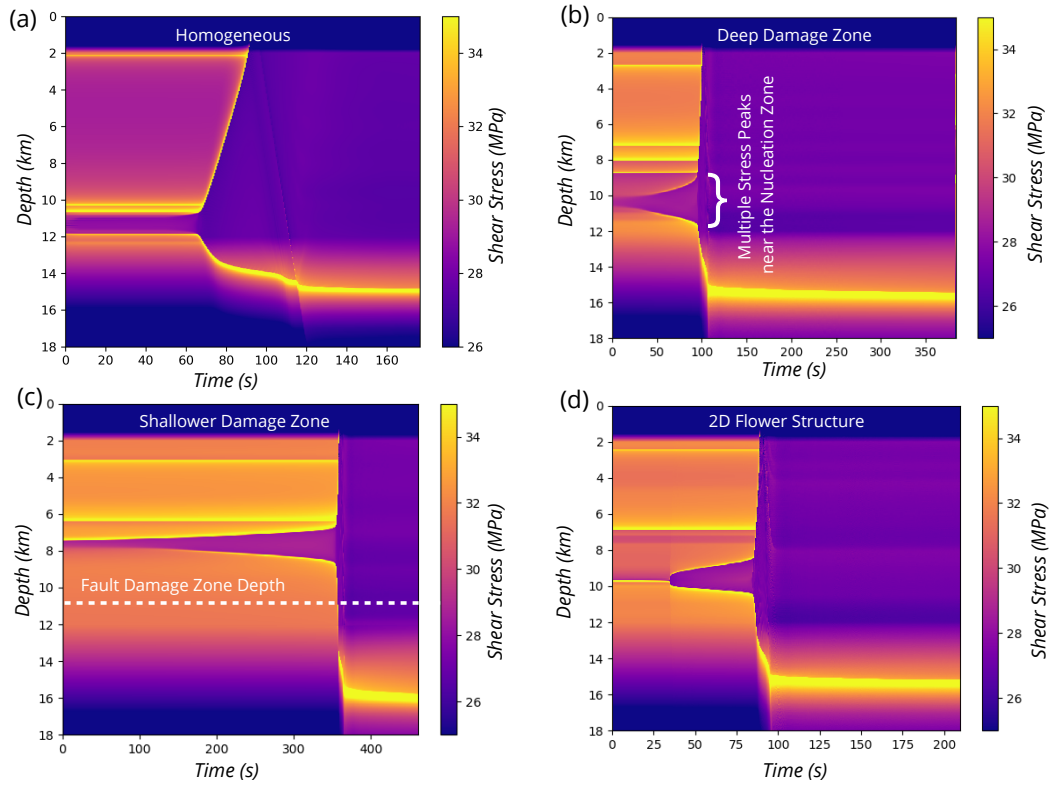 (a)
Homogeneous
0
2
4
6
8
10
12
14
16
18
Depth (km)
0 20 40 60 80 100 120 140 160
Time (s)
34
32
30
28
26
Shear Stress (MPa)
(b)
Deep Damage Zone
0
2
4
6
8
10
12
14
16
18
Depth (km)
Multiple Stress Peaks
near the Nucleation Zone
0 50 100 150 200 250 300 350
Time (s)
34
32
30
28
26
Shear Stress (MPa)
(c)
Shallower Damage Zone
0
2
4
6
8
10
12
14
16
18
Depth (km)
Fault Damage Zone Depth
0 100 200 300 400
Time (s)
34
32
30
28
26
Shear Stress (MPa)
(d)
2D Flower Structure
0
2
4
6
8
10
12
14
16
18
Depth (km)
0 25 50 75 100 125 150 175 200
Time (s)
34
32
30
28
26
Shear Stress (MPa)